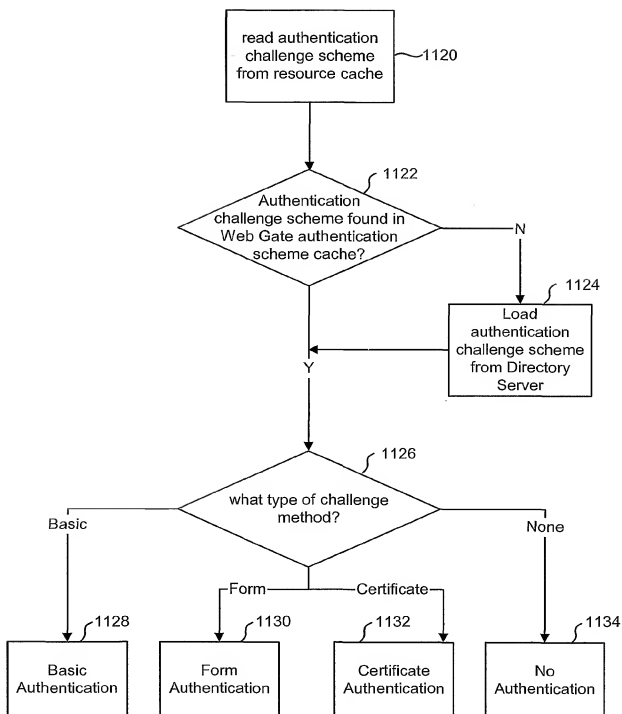 read authentication
challenge scheme
from resource cache
1120
1122
Authentication
challenge scheme found in
Web Gate authentication
scheme cache?
N
1124
Load
authentication
challenge scheme
from Directory
Server
Y
1126
what type of challenge
method?
Basic
None
Form
Certificate
1128
1130
1132
1134
Basic
Authentication
Form
Authentication
Certificate
Authentication
No
Authentication